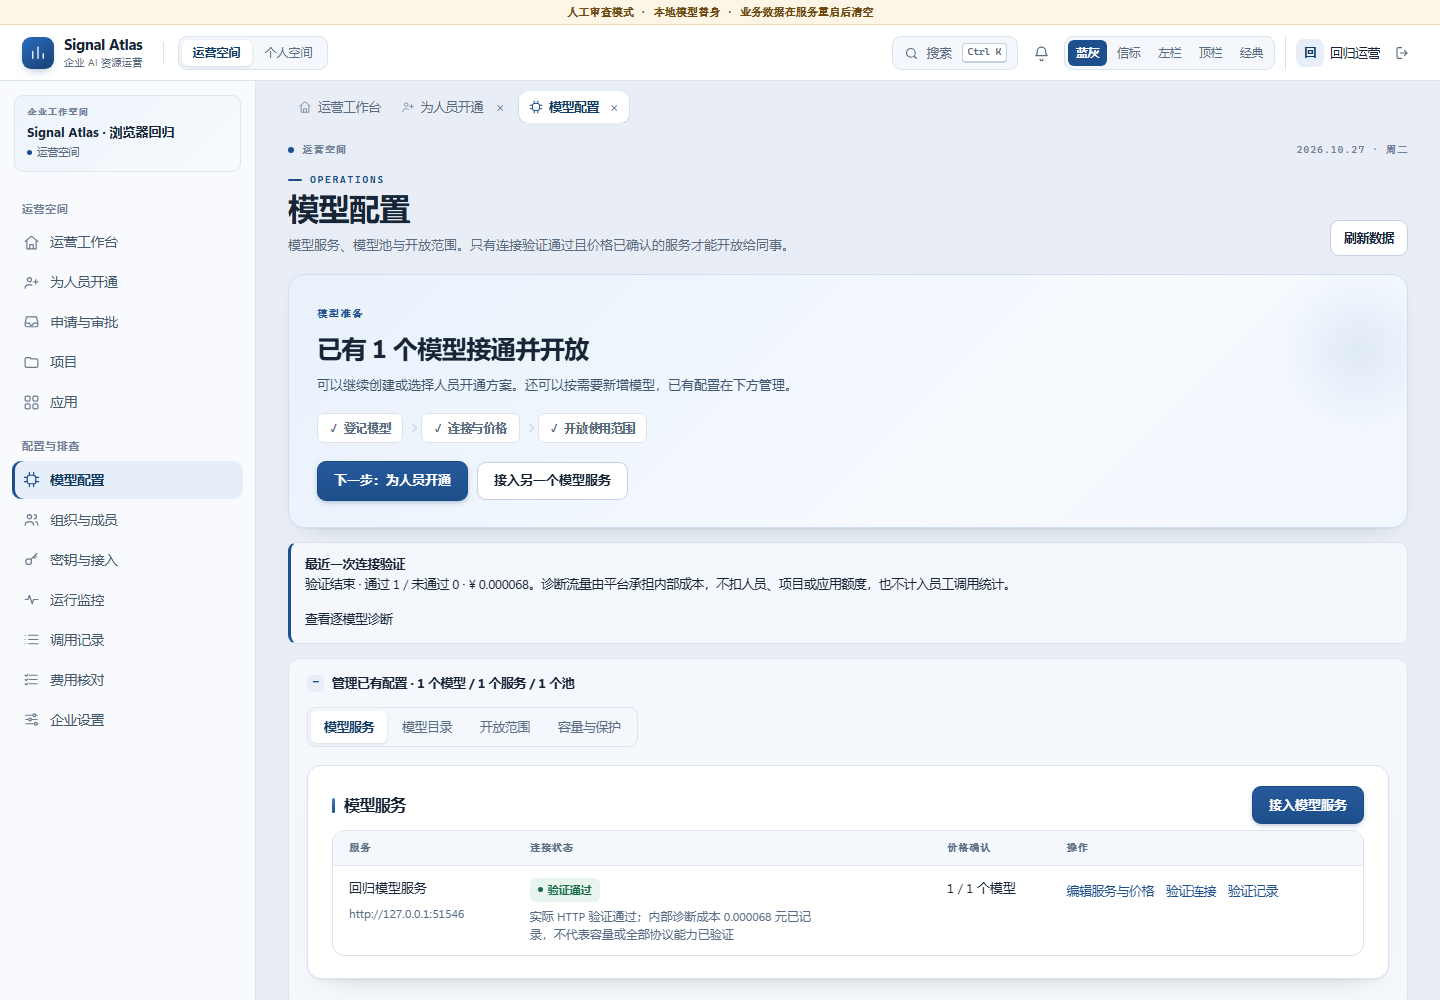 人工审查模式 · 本地模型替身 · 业务数据在服务重启后清空
Signal Atlas
企业 AI 资源运营
运营空间 个人空间
搜索 Ctrl K
蓝灰 信标 左栏 顶栏 经典
回 回归运营
企业工作空间
Signal Atlas · 浏览器回归
运营空间
运营空间
运营工作台
为人员开通
申请与审批
项目
应用
配置与排查
模型配置
组织与成员
密钥与接入
运行监控
调用记录
费用核对
企业设置
运营工作台 为人员开通 × 模型配置 ×
运营空间
2026.10.27 · 周二
OPERATIONS
模型配置
模型服务、模型池与开放范围。只有连接验证通过且价格已确认的服务才能开放给同事。
刷新数据
模型准备
已有 1 个模型接通并开放
可以继续创建或选择人员开通方案。还可以按需要新增模型，已有配置在下方管理。
✓ 登记模型 › ✓ 连接与价格 › ✓ 开放使用范围
下一步：为人员开通 接入另一个模型服务
最近一次连接验证
验证结束 · 通过 1 / 未通过 0 · ¥ 0.000068。诊断流量由平台承担内部成本，不扣人员、项目或应用额度，也不计入员工调用统计。
查看逐模型诊断
− 管理已有配置 · 1 个模型 / 1 个服务 / 1 个池
模型服务 模型目录 开放范围 容量与保护
模型服务
接入模型服务
服务 连接状态 价格确认 操作
回归模型服务 验证通过 1 / 1 个模型 编辑服务与价格 验证连接 验证记录
http://127.0.0.1:51546
实际 HTTP 验证通过；内部诊断成本 0.000068 元已记
录，不代表容量或全部协议能力已验证